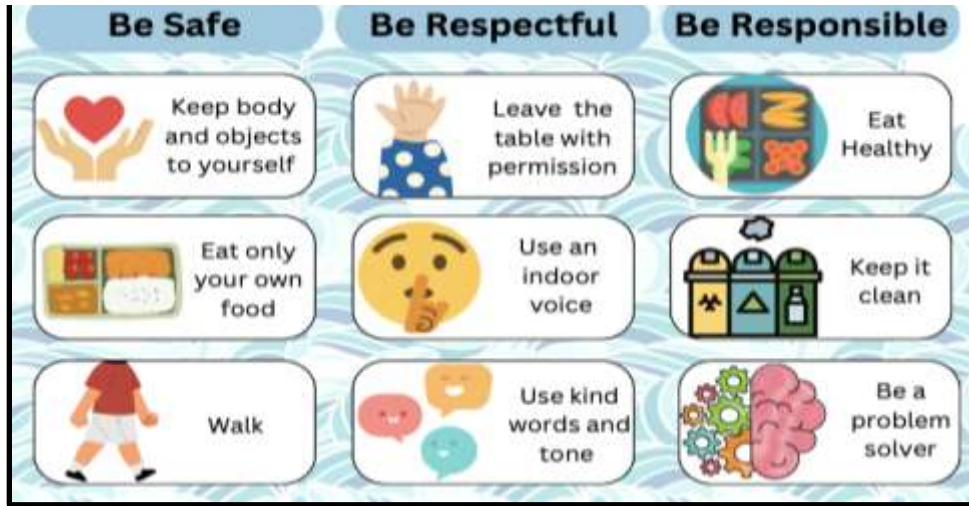 Be Safe
Be Respectful
Be Responsible
Keep body
and objects
to yourself
Leave the
table with
permission
Eat
Healthy
Eat only
your own
food
Use an
indoor
voice
Keep it
clean
Walk
Use kind
words and
tone
Be a
problem
solver